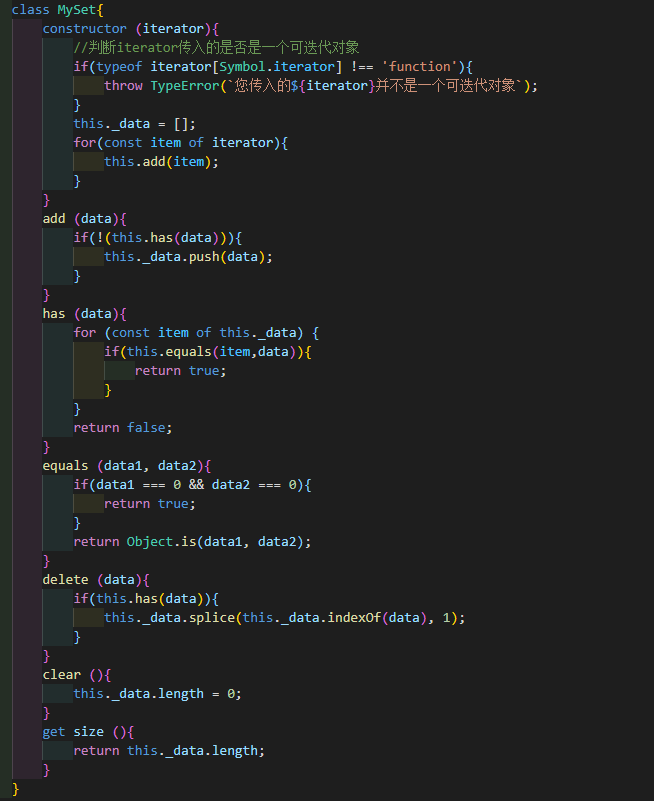 class MySet{
    constructor (iterator){
        //判断iterator传入的是否是一个可迭代对象
        if(typeof iterator[Symbol.iterator] !== 'function'){
            throw TypeError(`您传入的${iterator}并不是一个可迭代对象`);
        }
        this._data = [];
        for(const item of iterator){
            this.add(item);
        }
    }
    add (data){
        if(!(this.has(data))){
            this._data.push(data);
        }
    }
    has (data){
        for (const item of this._data) {
            if(this.equals(item,data)){
                return true;
            }
        }
        return false;
    }
    equals (data1, data2){
        if(data1 === 0 && data2 === 0){
            return true;
        }
        return Object.is(data1, data2);
    }
    delete (data){
        if(this.has(data)){
            this._data.splice(this._data.indexOf(data), 1);
        }
    }
    clear (){
        this._data.length = 0;
    }
    get size (){
        return this._data.length;
    }
}